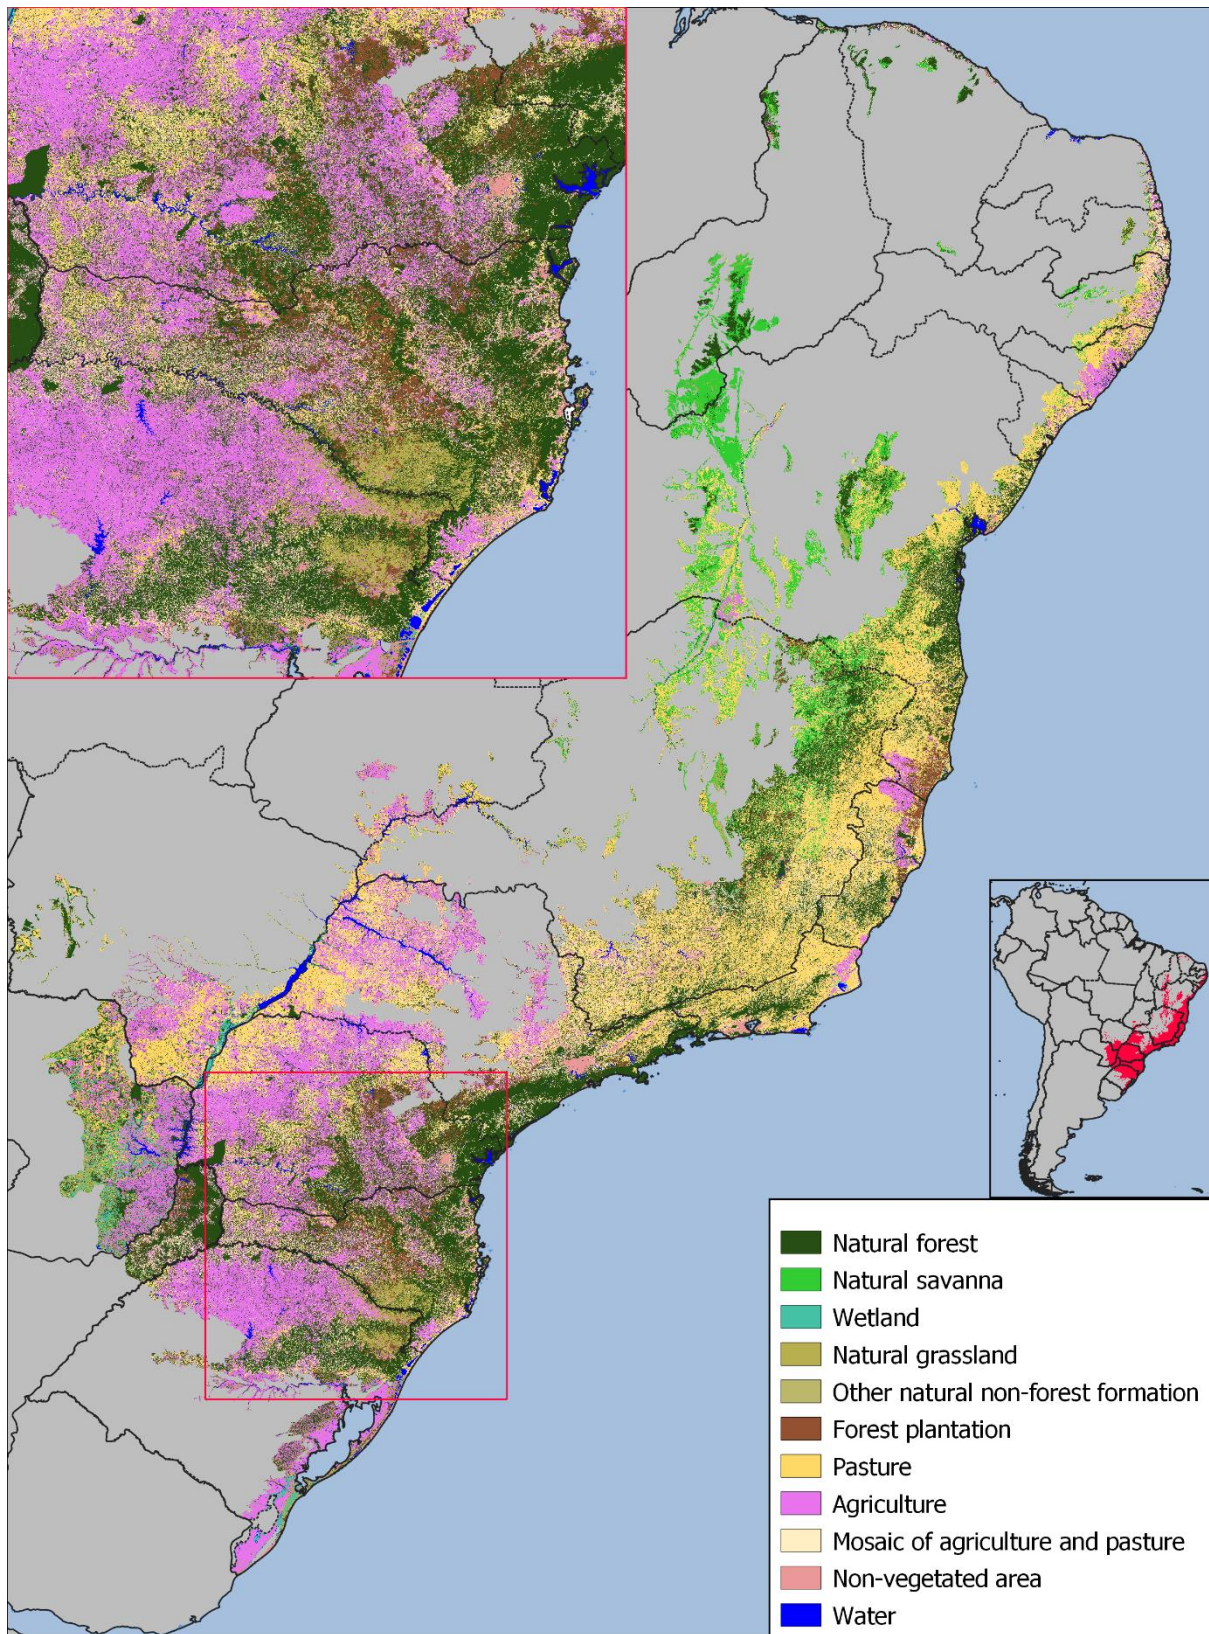 Natural forest
Natural savanna
Wetland
Natural grassland
Other natural non-forest formation
Forest plantation
Pasture
Agriculture
Mosaic of agriculture and pasture
Non-vegetated area
Water